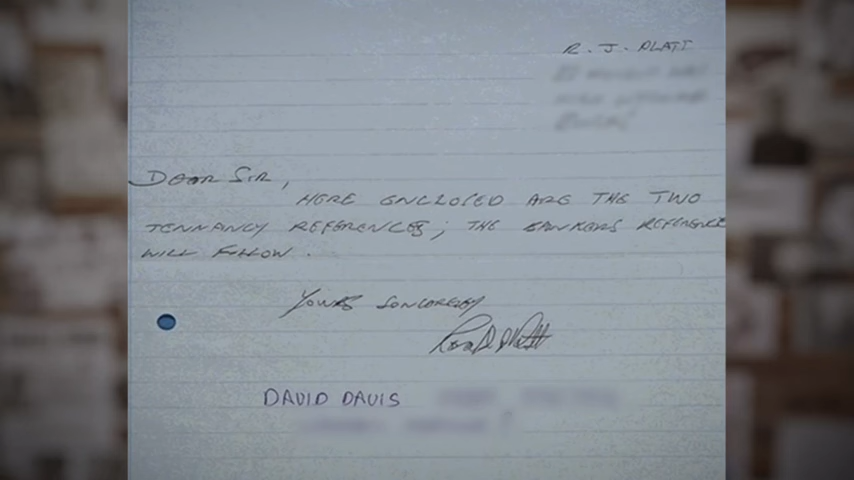 R. J. PLATT
DEAR SIR,
HERE ENCLOSED ARE THE TWO
TENNANCY REFERENCES; THE BANKERS REFERENCE
WILL FOLLOW.
YOURS SINCERELY
DAVID DAVIS